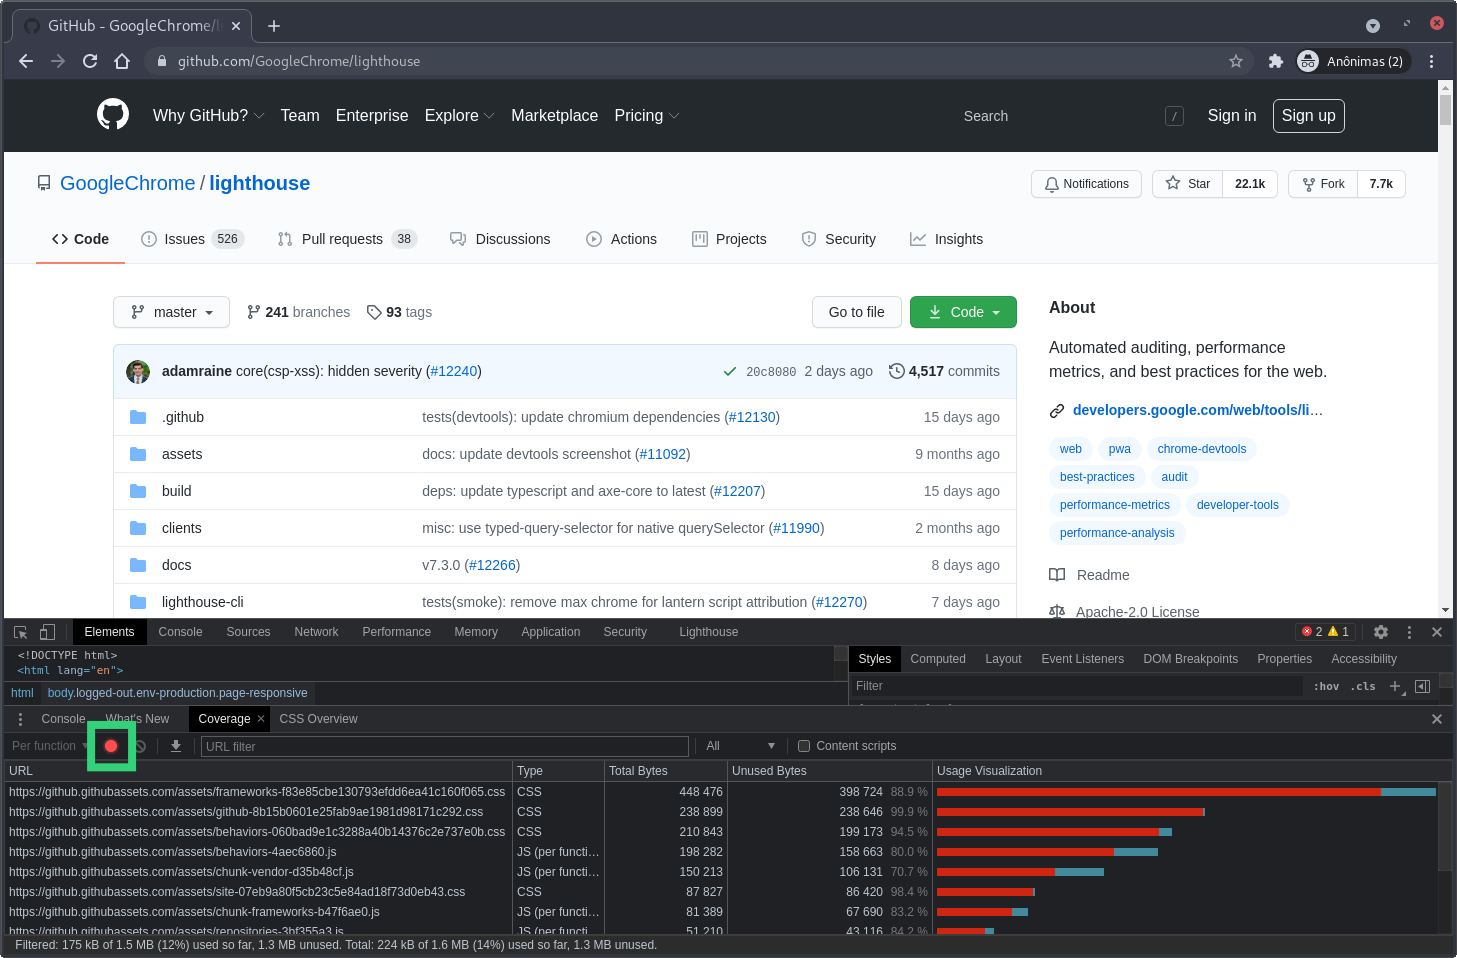 GitHub - GoogleChrome/l
github.com/GoogleChrome/lighthouse
Anônimas (2)
Why GitHub? Team Enterprise Explore Marketplace Pricing
Search / Sign in Sign up
GoogleChrome / lighthouse
Notifications Star 22.1k Fork 7.7k
Code Issues 526 Pull requests 38 Discussions Actions Projects Security Insights
master 241 branches 93 tags Go to file Code
adamraine core(csp-xss): hidden severity (#12240) 20c8080 2 days ago 4,517 commits
.github tests(devtools): update chromium dependencies (#12130) 15 days ago
assets docs: update devtools screenshot (#11092) 9 months ago
build deps: update typescript and axe-core to latest (#12207) 15 days ago
clients misc: use typed-query-selector for native querySelector (#11990) 2 months ago
docs v7.3.0 (#12266) 8 days ago
lighthouse-cli tests(smoke): remove max chrome for lantern script attribution (#12270) 7 days ago
About
Automated auditing, performance
metrics, and best practices for the web.
developers.google.com/web/tools/li…
web pwa chrome-devtools
best-practices audit
performance-metrics developer-tools
performance-analysis
Readme
Apache-2.0 License
Elements Console Sources Network Performance Memory Application Security Lighthouse 2 1
<!DOCTYPE html>
<html lang="en">
html body.logged-out.env-production.page-responsive
Styles Computed Layout Event Listeners DOM Breakpoints Properties Accessibility
Filter :hov .cls
Console What's New Coverage CSS Overview
Per function URL filter All Content scripts
URL Type Total Bytes Unused Bytes Usage Visualization
https://github.githubassets.com/assets/frameworks-f83e85cbe130793efdd6ea41c160f065.css CSS 448 476 398 724 88.9 %
https://github.githubassets.com/assets/github-8b15b0601e25fab9ae1981d98171c292.css CSS 238 899 238 646 99.9 %
https://github.githubassets.com/assets/behaviors-060bad9e1c3288a40b14376c2e737e0b.css CSS 210 843 199 173 94.5 %
https://github.githubassets.com/assets/behaviors-4aec6860.js JS (per functi… 198 282 158 663 80.0 %
https://github.githubassets.com/assets/chunk-vendor-d35b48cf.js JS (per functi… 150 213 106 131 70.7 %
https://github.githubassets.com/assets/site-07eb9a80f5cb23c5e84ad18f73d0eb43.css CSS 87 827 86 420 98.4 %
https://github.githubassets.com/assets/chunk-frameworks-b47f6ae0.js JS (per functi… 81 389 67 690 83.2 %
https://github.githubassets.com/assets/repositories-3bf355a3.js JS (per functi… 51 210 43 116 84.2 %
Filtered: 175 kB of 1.5 MB (12%) used so far, 1.3 MB unused. Total: 224 kB of 1.6 MB (14%) used so far, 1.3 MB unused.